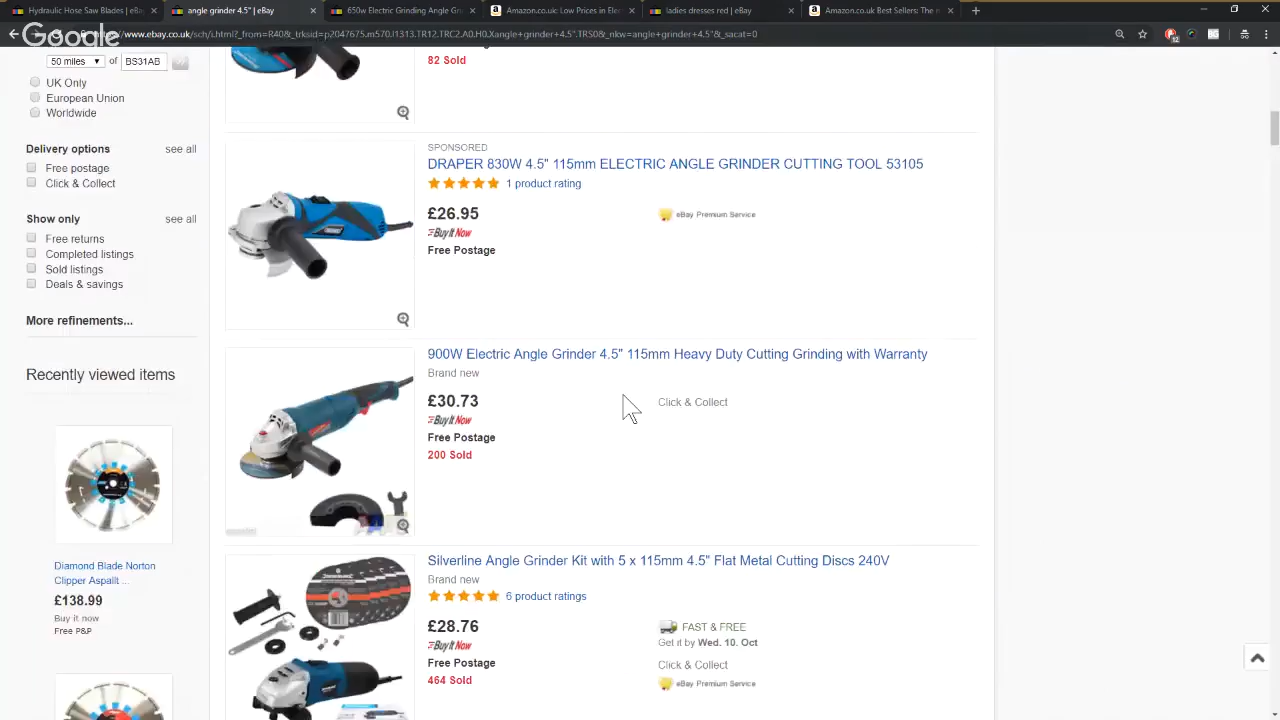 Hydraulic Hose Saw Blades | eBa
angle grinder 4.5" | eBay
650w Electric Grinding Angle Gr
Amazon.co.uk: Low Prices in Ele
ladies dresses red | eBay
Amazon.co.uk Best Sellers: The n
Google
www.ebay.co.uk/sch/i.html?_from=R40&_trksid=p2047675.m570.l1313.TR12.TRC2.A0.H0.Xangle+grinder+4.5".TRS0&_nkw=angle+grinder+4.5"&_sacat=0
50 miles
of
BS31AB
UK Only
European Union
Worldwide
Delivery options
see all
Free postage
Click & Collect
Show only
see all
Free returns
Completed listings
Sold listings
Deals & savings
More refinements...
Recently viewed items
Diamond Blade Norton
Clipper Aspalt ...
£138.99
Buy it now
Free P&P
82 Sold
SPONSORED
DRAPER 830W 4.5" 115mm ELECTRIC ANGLE GRINDER CUTTING TOOL 53105
1 product rating
£26.95
eBay Premium Service
Buy It Now
Free Postage
900W Electric Angle Grinder 4.5" 115mm Heavy Duty Cutting Grinding with Warranty
Brand new
£30.73
Click & Collect
Buy It Now
Free Postage
200 Sold
Silverline Angle Grinder Kit with 5 x 115mm 4.5" Flat Metal Cutting Discs 240V
Brand new
6 product ratings
£28.76
FAST & FREE
Buy It Now
Get it by Wed. 10. Oct
Free Postage
Click & Collect
464 Sold
eBay Premium Service